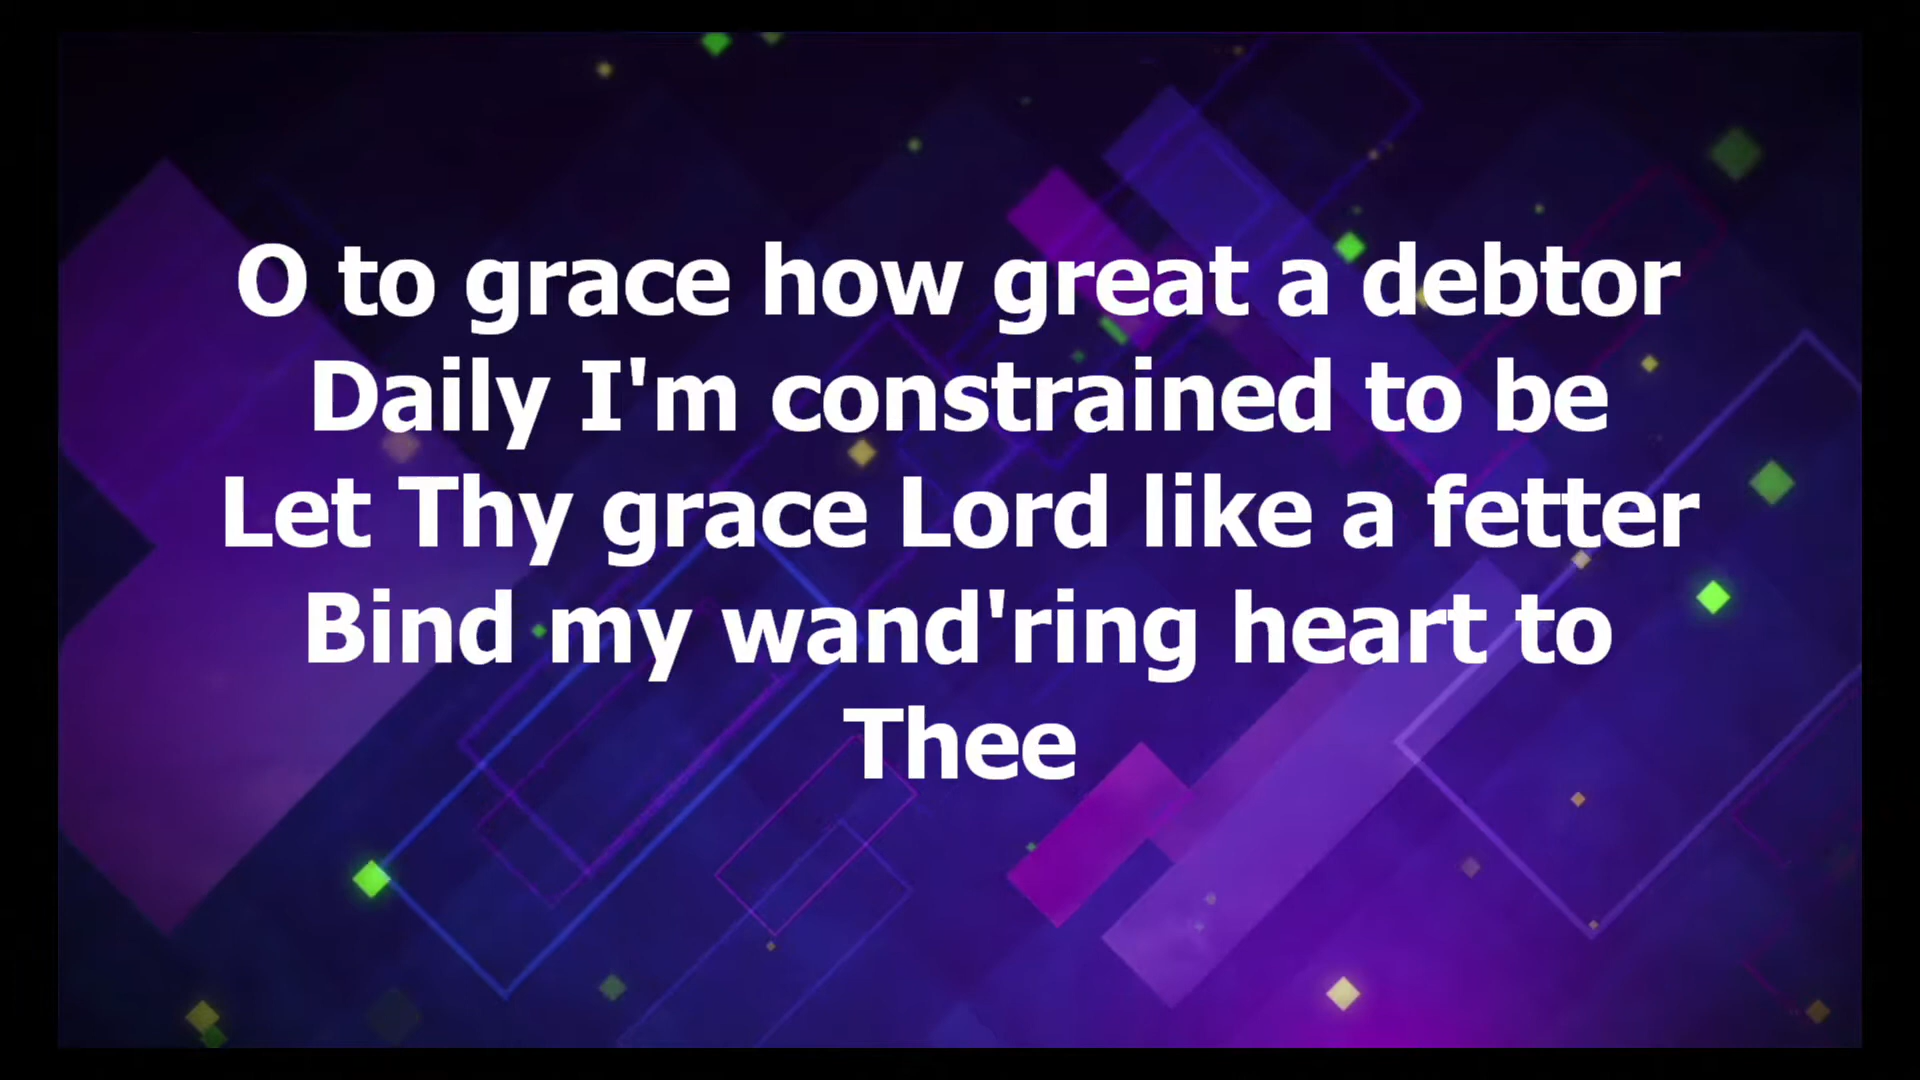 O to grace how great a debtor
Daily I'm constrained to be
Let Thy grace Lord like a fetter
Bind my wand'ring heart to
Thee